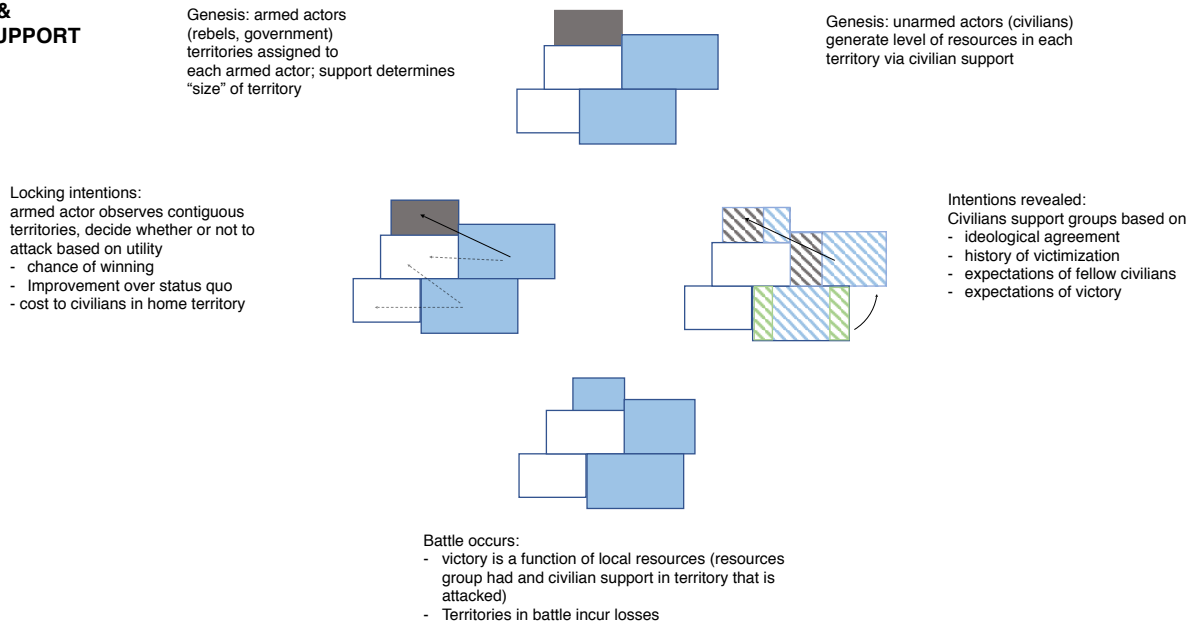 &
UPPORT
Genesis: armed actors
(rebels, government)
territories assigned to
each armed actor; support determines
“size” of territory
Genesis: unarmed actors (civilians)
generate level of resources in each
territory via civilian support
Locking intentions:
armed actor observes contiguous
territories, decide whether or not to
attack based on utility
- chance of winning
- Improvement over status quo
- cost to civilians in home territory
Intentions revealed:
Civilians support groups based on
- ideological agreement
- history of victimization
- expectations of fellow civilians
- expectations of victory
Battle occurs:
- victory is a function of local resources (resources
group had and civilian support in territory that is
attacked)
- Territories in battle incur losses